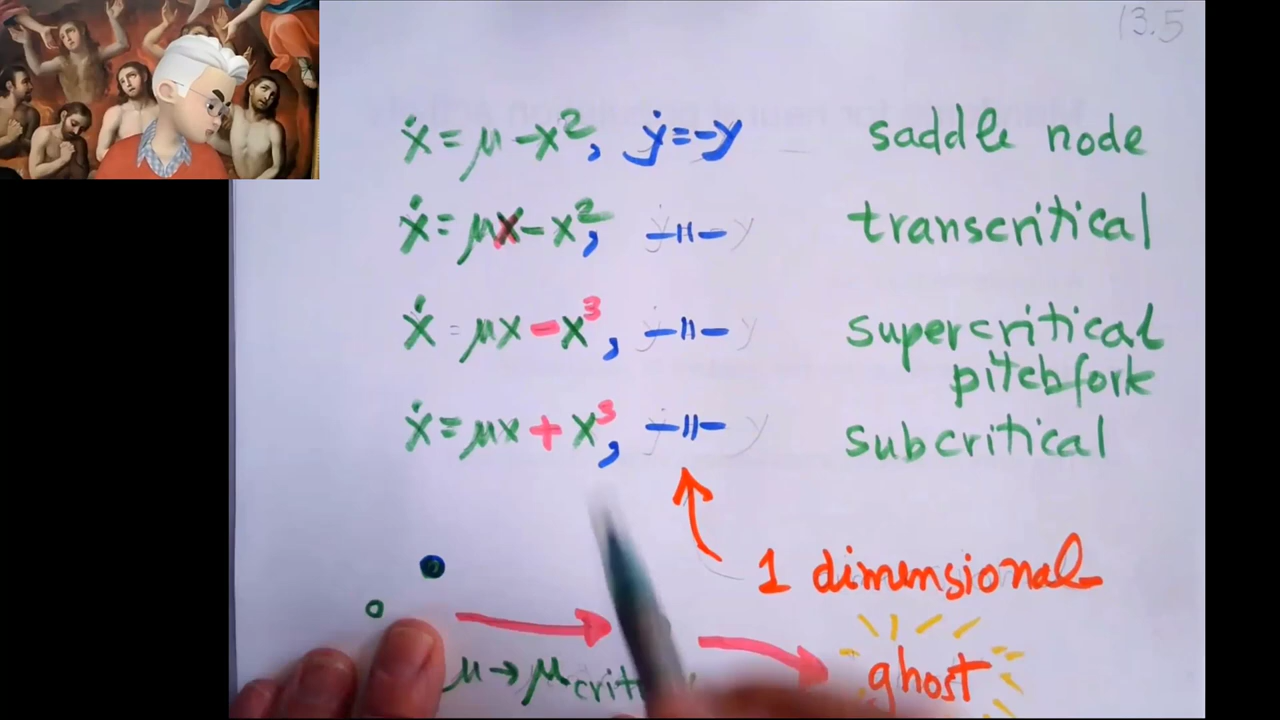 13.5
ẋ = μ - x², ẏ = -y saddle node
ẋ = μx - x², -॥- transcritical
ẋ = μx - x³, -॥- supercritical
pitchfork
ẋ = μx + x³, -॥- subcritical
1 dimensional
μ → μcrit
ghost